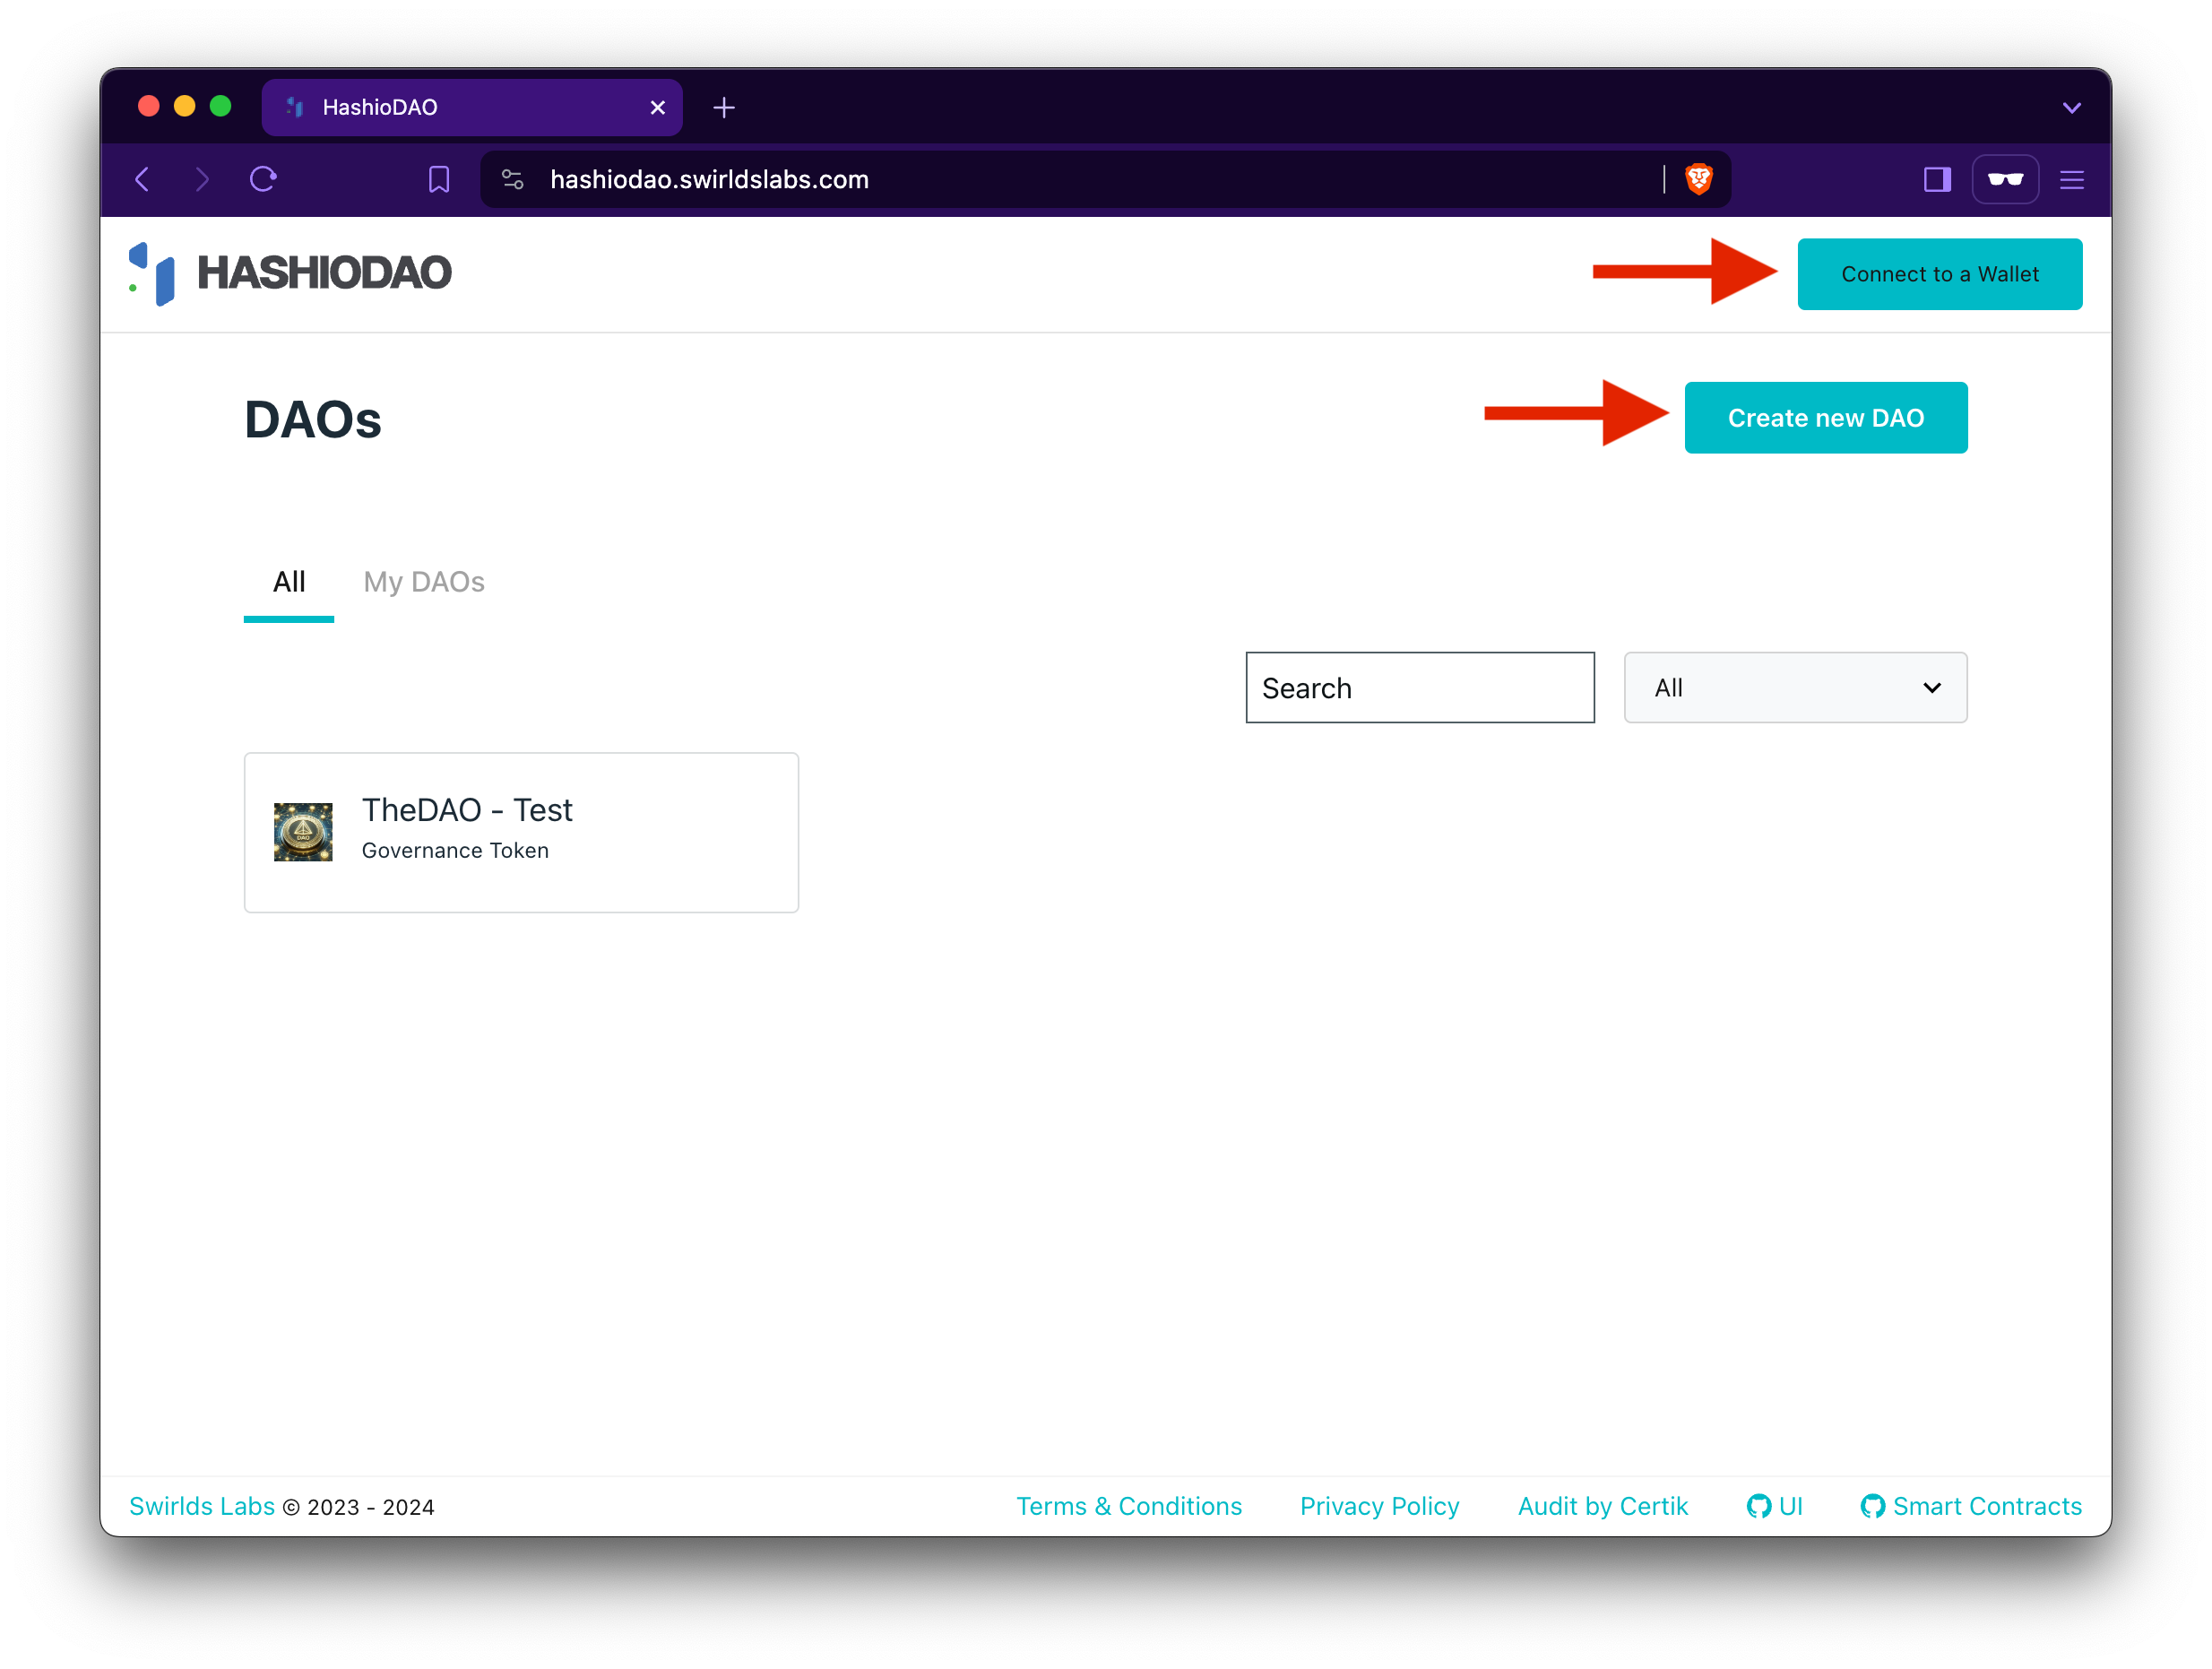 HashioDAO
hashiodao.swirldslabs.com
HASHIODAO
Connect to a Wallet
DAOs
Create new DAO
All
My DAOs
Search
All
TheDAO - Test
Governance Token
DAO
Swirlds Labs © 2023 - 2024
Terms & Conditions
Privacy Policy
Audit by Certik
UI
Smart Contracts